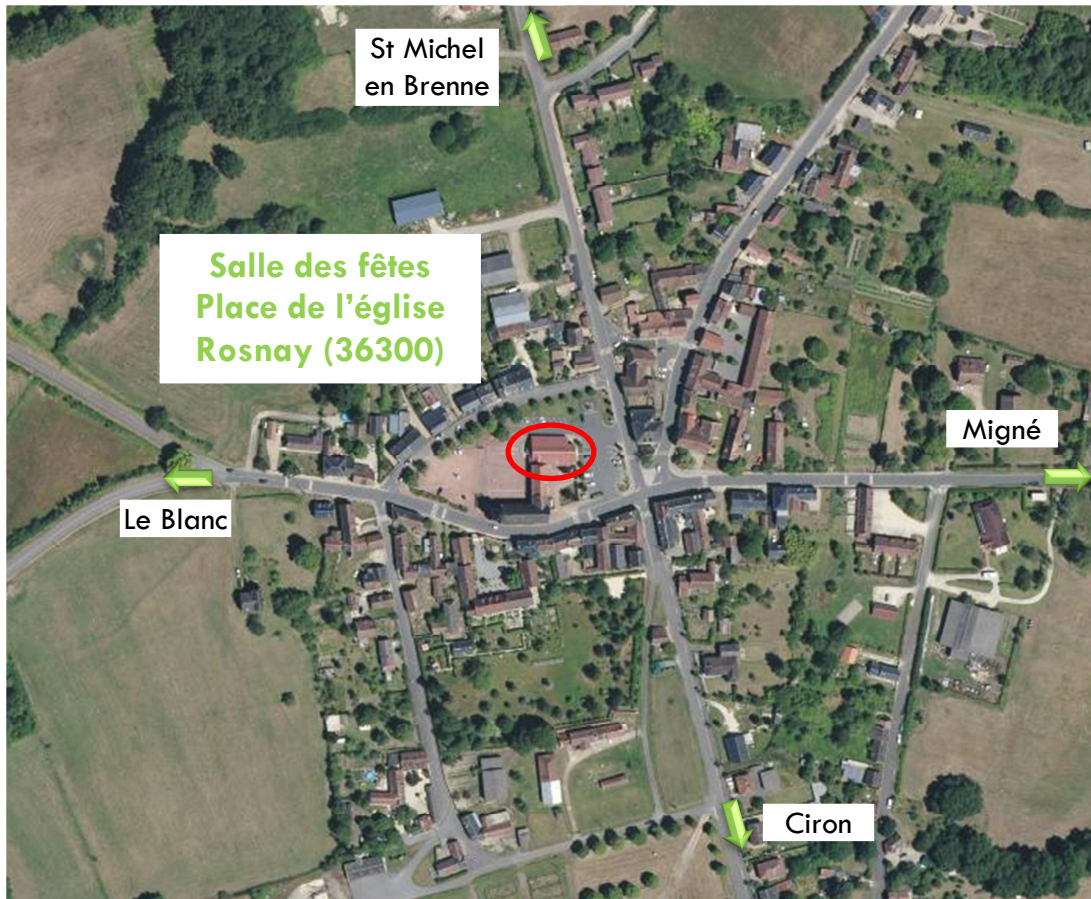 St Michel
en Brenne
Salle des fêtes
Place de l'église
Rosnay (36300)
Migné
Le Blanc
Ciron